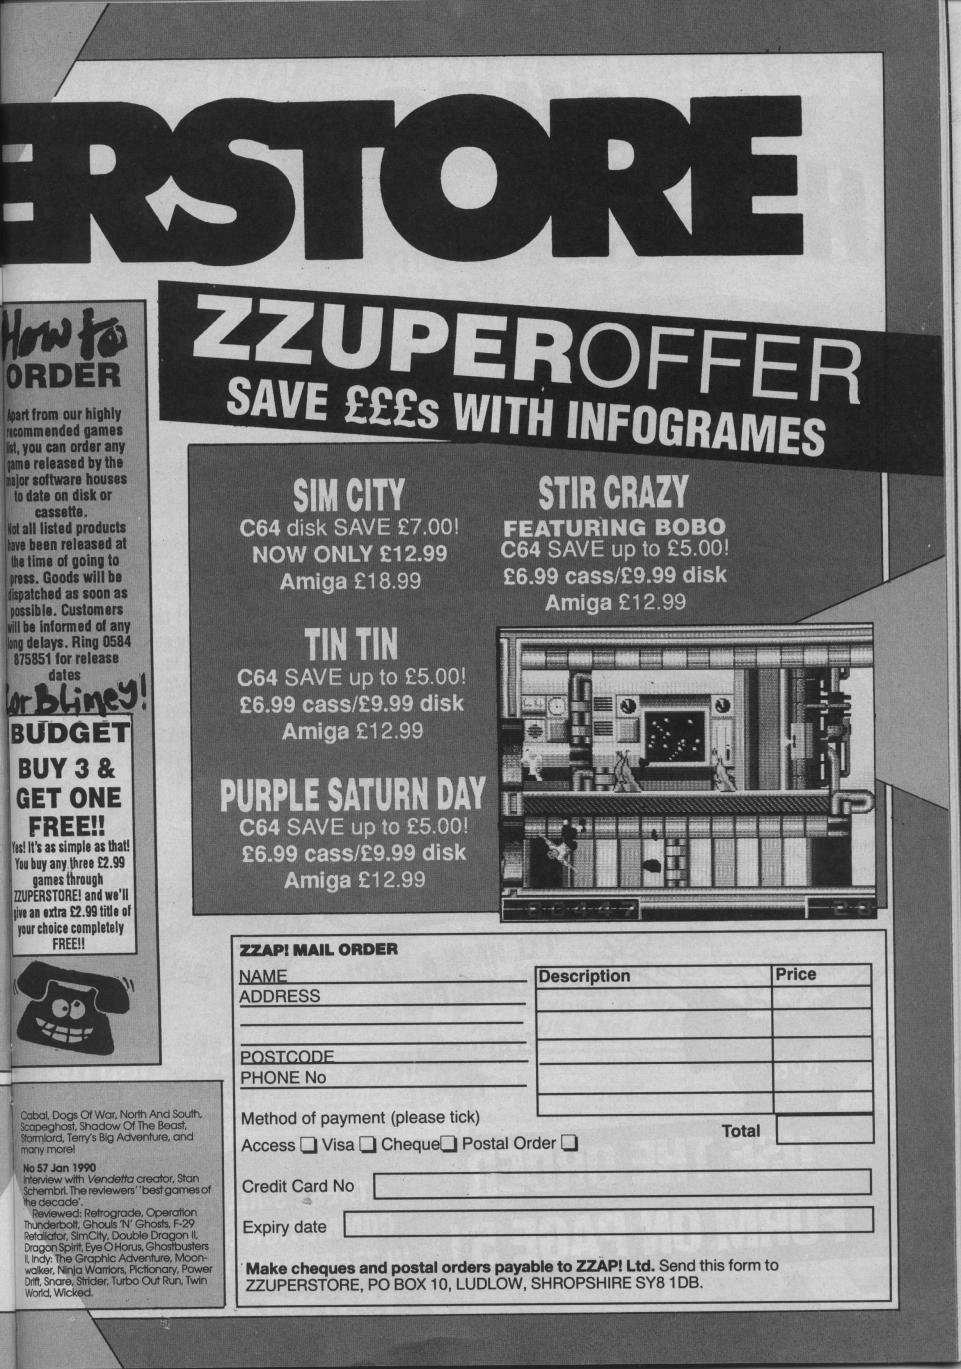 ERSTORE
ZZUPEROFFER
SAVE £££s WITH INFOGRAMES
How to
ORDER
Apart from our highly
recommended games
list, you can order any
game released by the
major software houses
to date on disk or
cassette.
Not all listed products
have been released at
the time of going to
press. Goods will be
dispatched as soon as
possible. Customers
will be informed of any
long delays. Ring 0584
875851 for release
dates
Cor Blimey!
BUDGET
BUY 3 &
GET ONE
FREE!!
Yes! It's as simple as that!
You buy any three £2.99
games through
ZZUPERSTORE! and we'll
give an extra £2.99 title of
your choice completely
FREE!!
Cabal, Dogs Of War, North And South,
Scapeghost, Shadow Of The Beast,
Stormlord, Terry's Big Adventure, and
many more!
No 57 Jan 1990
Interview with Vendetta creator, Stan
Schembri. The reviewers' 'best games of
the decade'.
Reviewed: Retrograde, Operation
Thunderbolt, Ghouls 'N' Ghosts, F-29
Retaliator, SimCity, Double Dragon II,
Dragon Spirit, Eye O Horus, Ghostbusters
II, Indy: The Graphic Adventure, Moon-
walker, Ninja Warriors, Pictionary, Power
Drift, Snare, Strider, Turbo Out Run, Twin
World, Wicked.
SIM CITY
C64 disk SAVE £7.00!
NOW ONLY £12.99
Amiga £18.99
TIN TIN
C64 SAVE up to £5.00!
£6.99 cass/£9.99 disk
Amiga £12.99
PURPLE SATURN DAY
C64 SAVE up to £5.00!
£6.99 cass/£9.99 disk
Amiga £12.99
STIR CRAZY
FEATURING BOBO
C64 SAVE up to £5.00!
£6.99 cass/£9.99 disk
Amiga £12.99
ZZAP! MAIL ORDER
NAME
ADDRESS
POSTCODE
PHONE No
Description Price
Method of payment (please tick)
Total
Access Visa Cheque Postal Order
Credit Card No
Expiry date
Make cheques and postal orders payable to ZZAP! Ltd. Send this form to
ZZUPERSTORE, PO BOX 10, LUDLOW, SHROPSHIRE SY8 1DB.